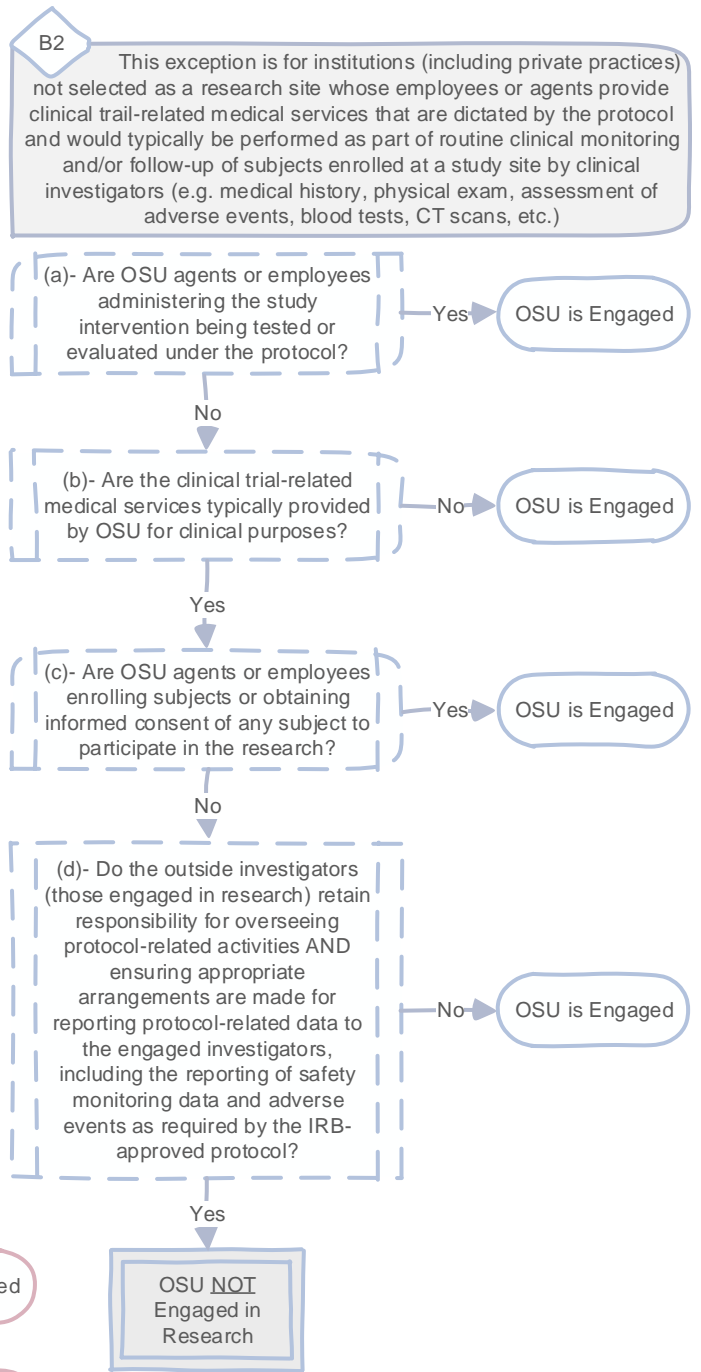 B2
This exception is for institutions (including private practices)
not selected as a research site whose employees or agents provide
clinical trail-related medical services that are dictated by the protocol
and would typically be performed as part of routine clinical monitoring
and/or follow-up of subjects enrolled at a study site by clinical
investigators (e.g. medical history, physical exam, assessment of
adverse events, blood tests, CT scans, etc.)
(a)- Are OSU agents or employees
administering the study
intervention being tested or
evaluated under the protocol?
Yes
OSU is Engaged
No
(b)- Are the clinical trial-related
medical services typically provided
by OSU for clinical purposes?
No
OSU is Engaged
Yes
(c)- Are OSU agents or employees
enrolling subjects or obtaining
informed consent of any subject to
participate in the research?
Yes
OSU is Engaged
No
(d)- Do the outside investigators
(those engaged in research) retain
responsibility for overseeing
protocol-related activities AND
ensuring appropriate
arrangements are made for
reporting protocol-related data to
the engaged investigators,
including the reporting of safety
monitoring data and adverse
events as required by the IRB-
approved protocol?
No
OSU is Engaged
Yes
ed
OSU NOT
Engaged in
Research